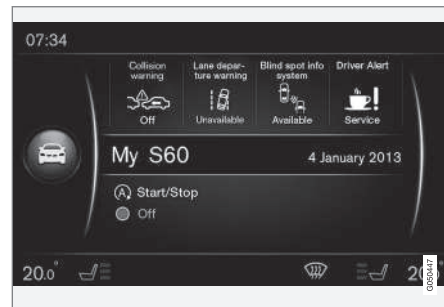 07:34
Collision warning
Lane depar-ture warning
Blind spot info system
Driver Alert
Off
Unavailable
Available
Service
My S60
4 January 2013
(A) Start/Stop
Off
20.0°
G050447